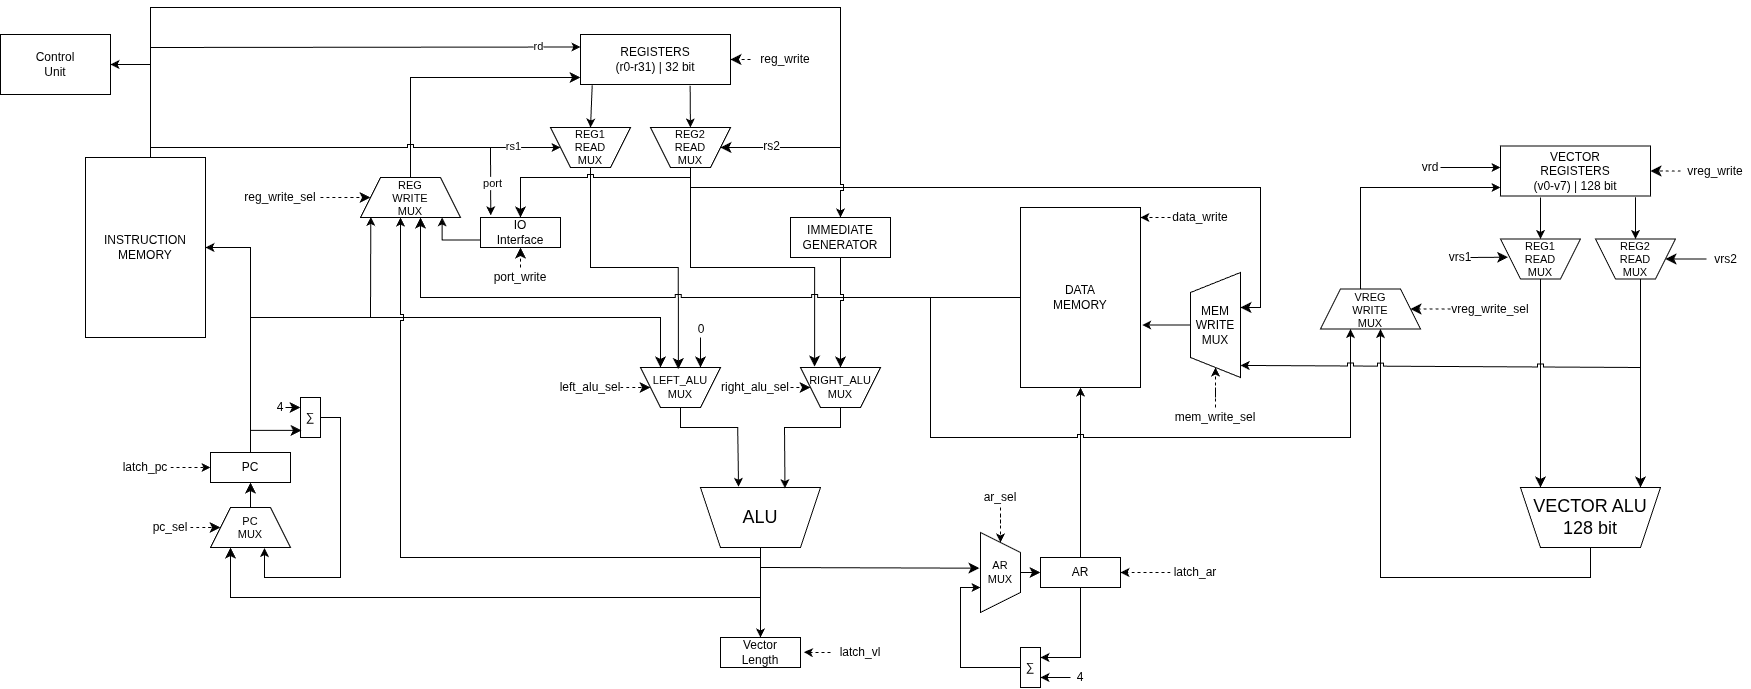 Control
Unit
rd
REGISTERS
(r0-r31) | 32 bit
reg_write
REG1
READ
MUX
REG2
READ
MUX
rs1
rs2
port
reg_write_sel
REG
WRITE
MUX
IO
Interface
port_write
IMMEDIATE
GENERATOR
INSTRUCTION
MEMORY
DATA
MEMORY
data_write
MEM
WRITE
MUX
mem_write_sel
vrd
VECTOR
REGISTERS
(v0-v7) | 128 bit
vreg_write
vrs1
REG1
READ
MUX
REG2
READ
MUX
vrs2
VREG
WRITE
MUX
vreg_write_sel
0
left_alu_sel
LEFT_ALU
MUX
right_alu_sel
RIGHT_ALU
MUX
4
Σ
latch_pc
PC
pc_sel
PC
MUX
ALU
ar_sel
AR
MUX
AR
latch_ar
VECTOR ALU
128 bit
Vector
Length
latch_vl
Σ
4